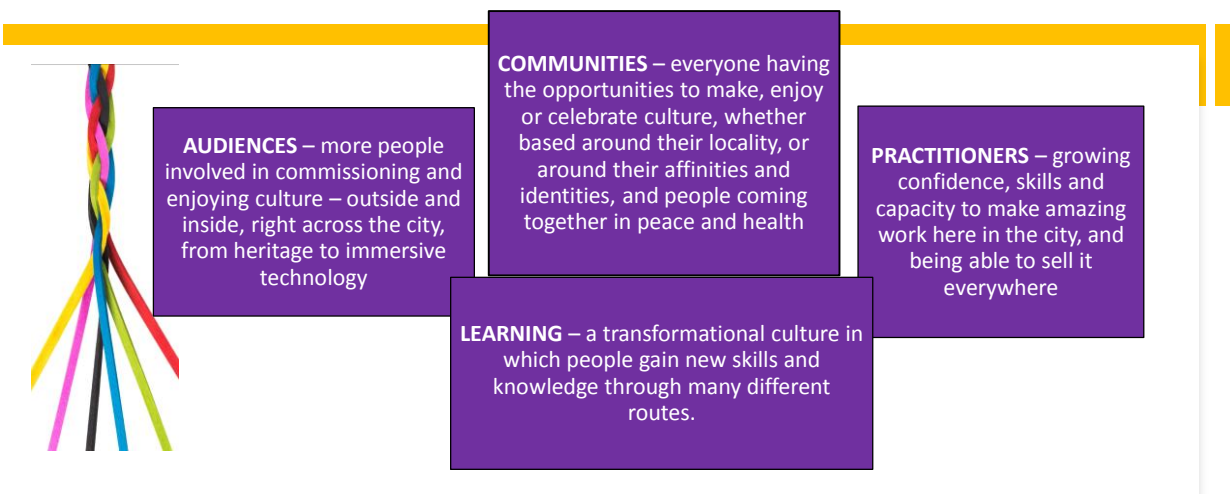 AUDIENCES – more people
involved in commissioning and
enjoying culture – outside and
inside, right across the city,
from heritage to immersive
technology
COMMUNITIES – everyone having
the opportunities to make, enjoy
or celebrate culture, whether
based around their locality, or
around their affinities and
identities, and people coming
together in peace and health
PRACTITIONERS – growing
confidence, skills and
capacity to make amazing
work here in the city, and
being able to sell it
everywhere
LEARNING – a transformational culture in
which people gain new skills and
knowledge through many different
routes.